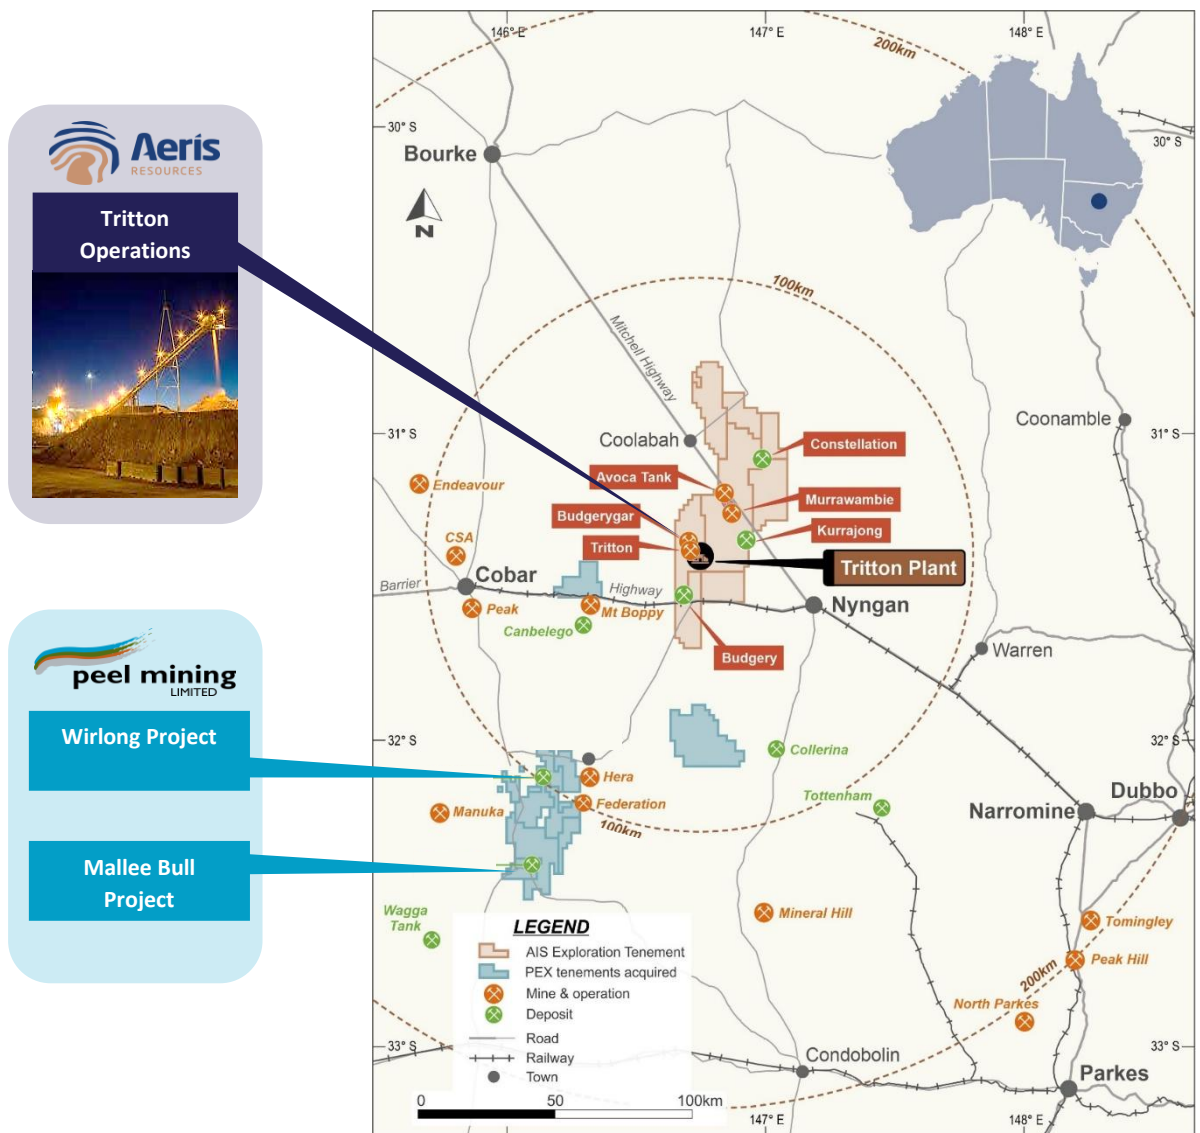 Aeris
RESOURCES
Tritton
Operations
peel mining
LIMITED
Wirlong Project
Mallee Bull
Project
146° E
147° E
148° E
200km
30° S
30° S
Bourke
N
100km
Mitchell Highway
Coonamble
31° S
31° S
Coolabah
Constellation
Avoca Tank
Endeavour
Murrawambie
Budgerygar
Kurrajong
CSA
Tritton
Tritton Plant
Barrier
Cobar
Highway
Peak
Mt Boppy
Nyngan
Canbelego
Budgery
Warren
32° S
32° S
Collerina
Hera
Dubbo
Manuka
Federation
Tottenham
Narromine
100km
Wagga
Tank
Mineral Hill
Tomingley
Peak Hill
200km
North Parkes
LEGEND
AIS Exploration Tenement
PEX tenements acquired
Mine & operation
Deposit
Road
Railway
Town
33° S
33° S
Condobolin
Parkes
0 50 100km
147° E
148° E